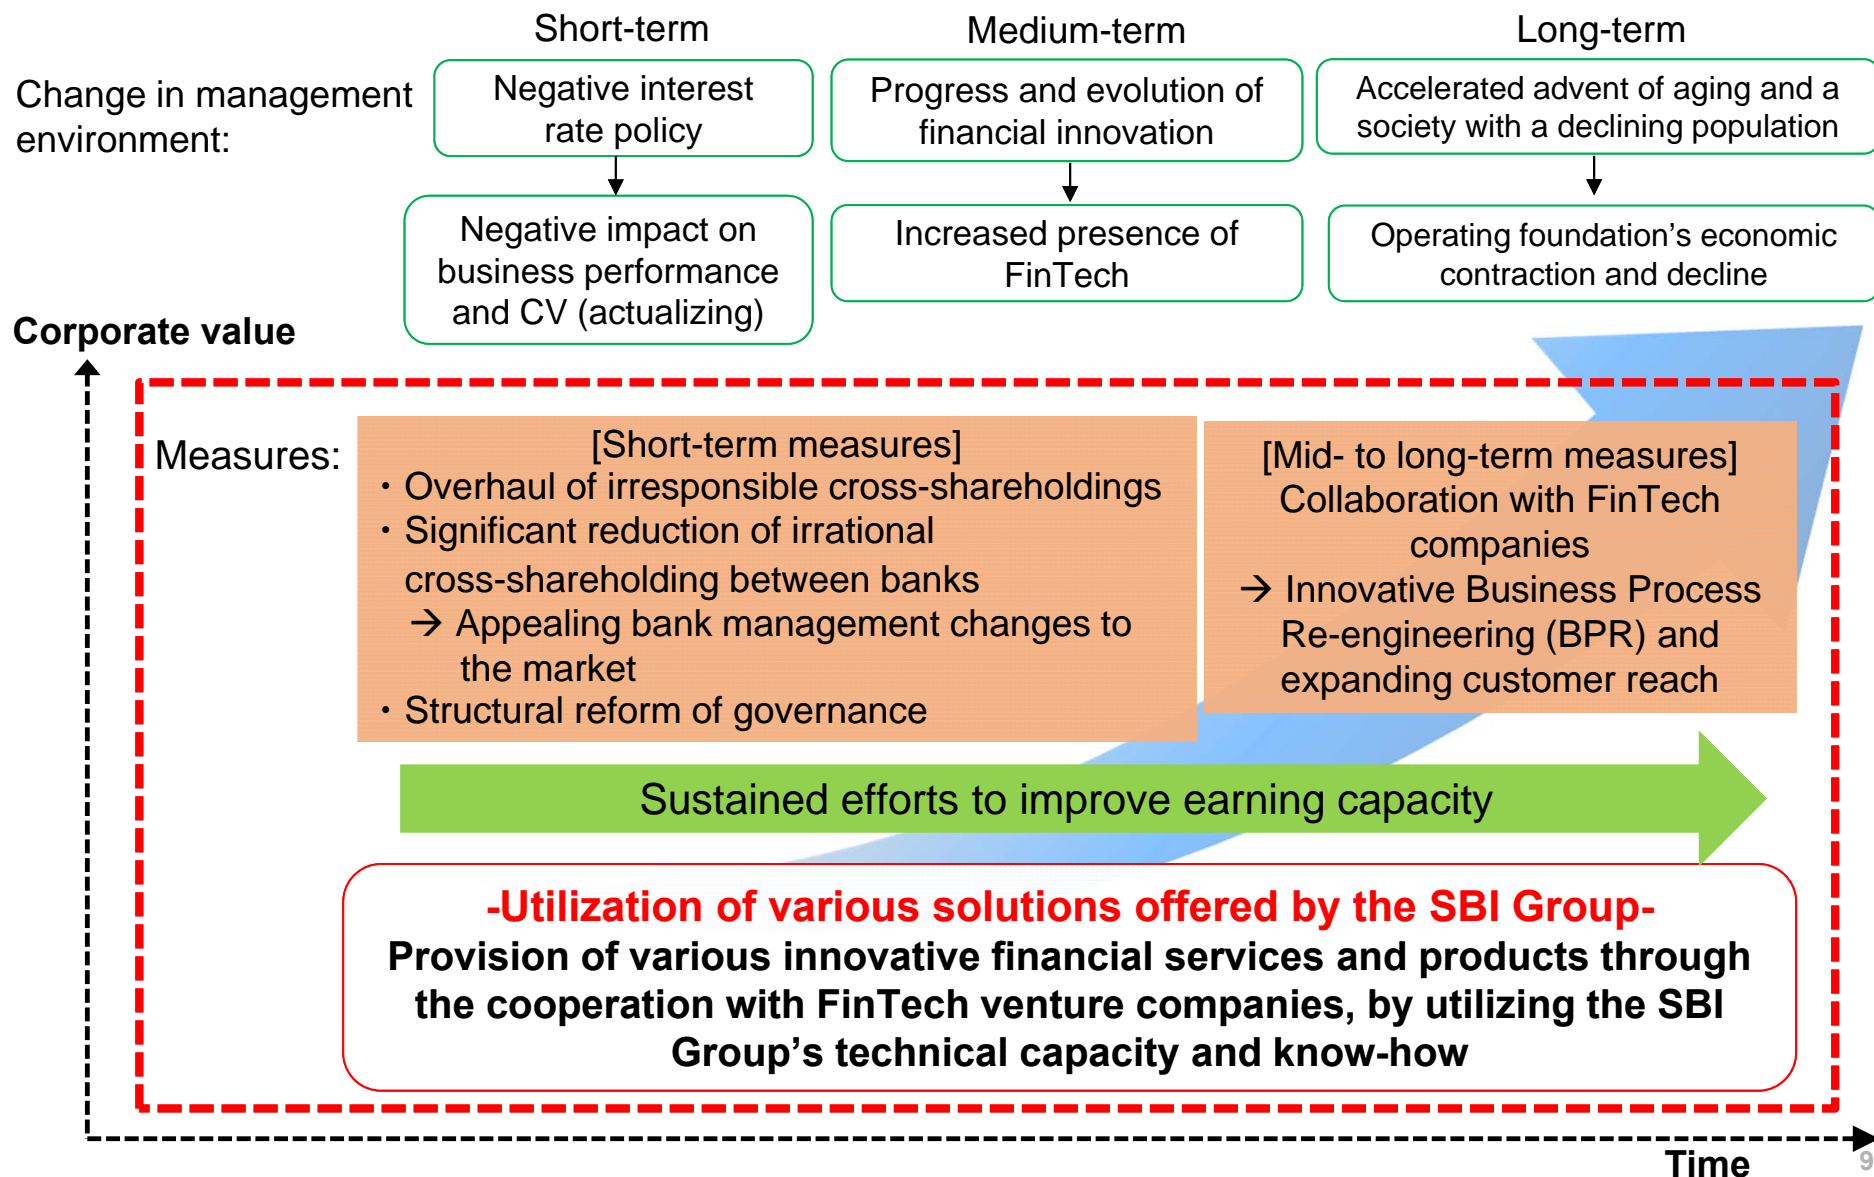 Short-term
Medium-term
Long-term
Change in management
environment:
Negative interest
rate policy
Progress and evolution of
financial innovation
Accelerated advent of aging and a
society with a declining population
Negative impact on
business performance
and CV (actualizing)
Increased presence of
FinTech
Operating foundation’s economic
contraction and decline
Corporate value
Measures:
[Short-term measures]
・Overhaul of irresponsible cross-shareholdings
・Significant reduction of irrational
cross-shareholding between banks
→ Appealing bank management changes to
the market
・Structural reform of governance
[Mid- to long-term measures]
Collaboration with FinTech
companies
→ Innovative Business Process
Re-engineering (BPR) and
expanding customer reach
Sustained efforts to improve earning capacity
-Utilization of various solutions offered by the SBI Group-
Provision of various innovative financial services and products through
the cooperation with FinTech venture companies, by utilizing the SBI
Group’s technical capacity and know-how
Time
9